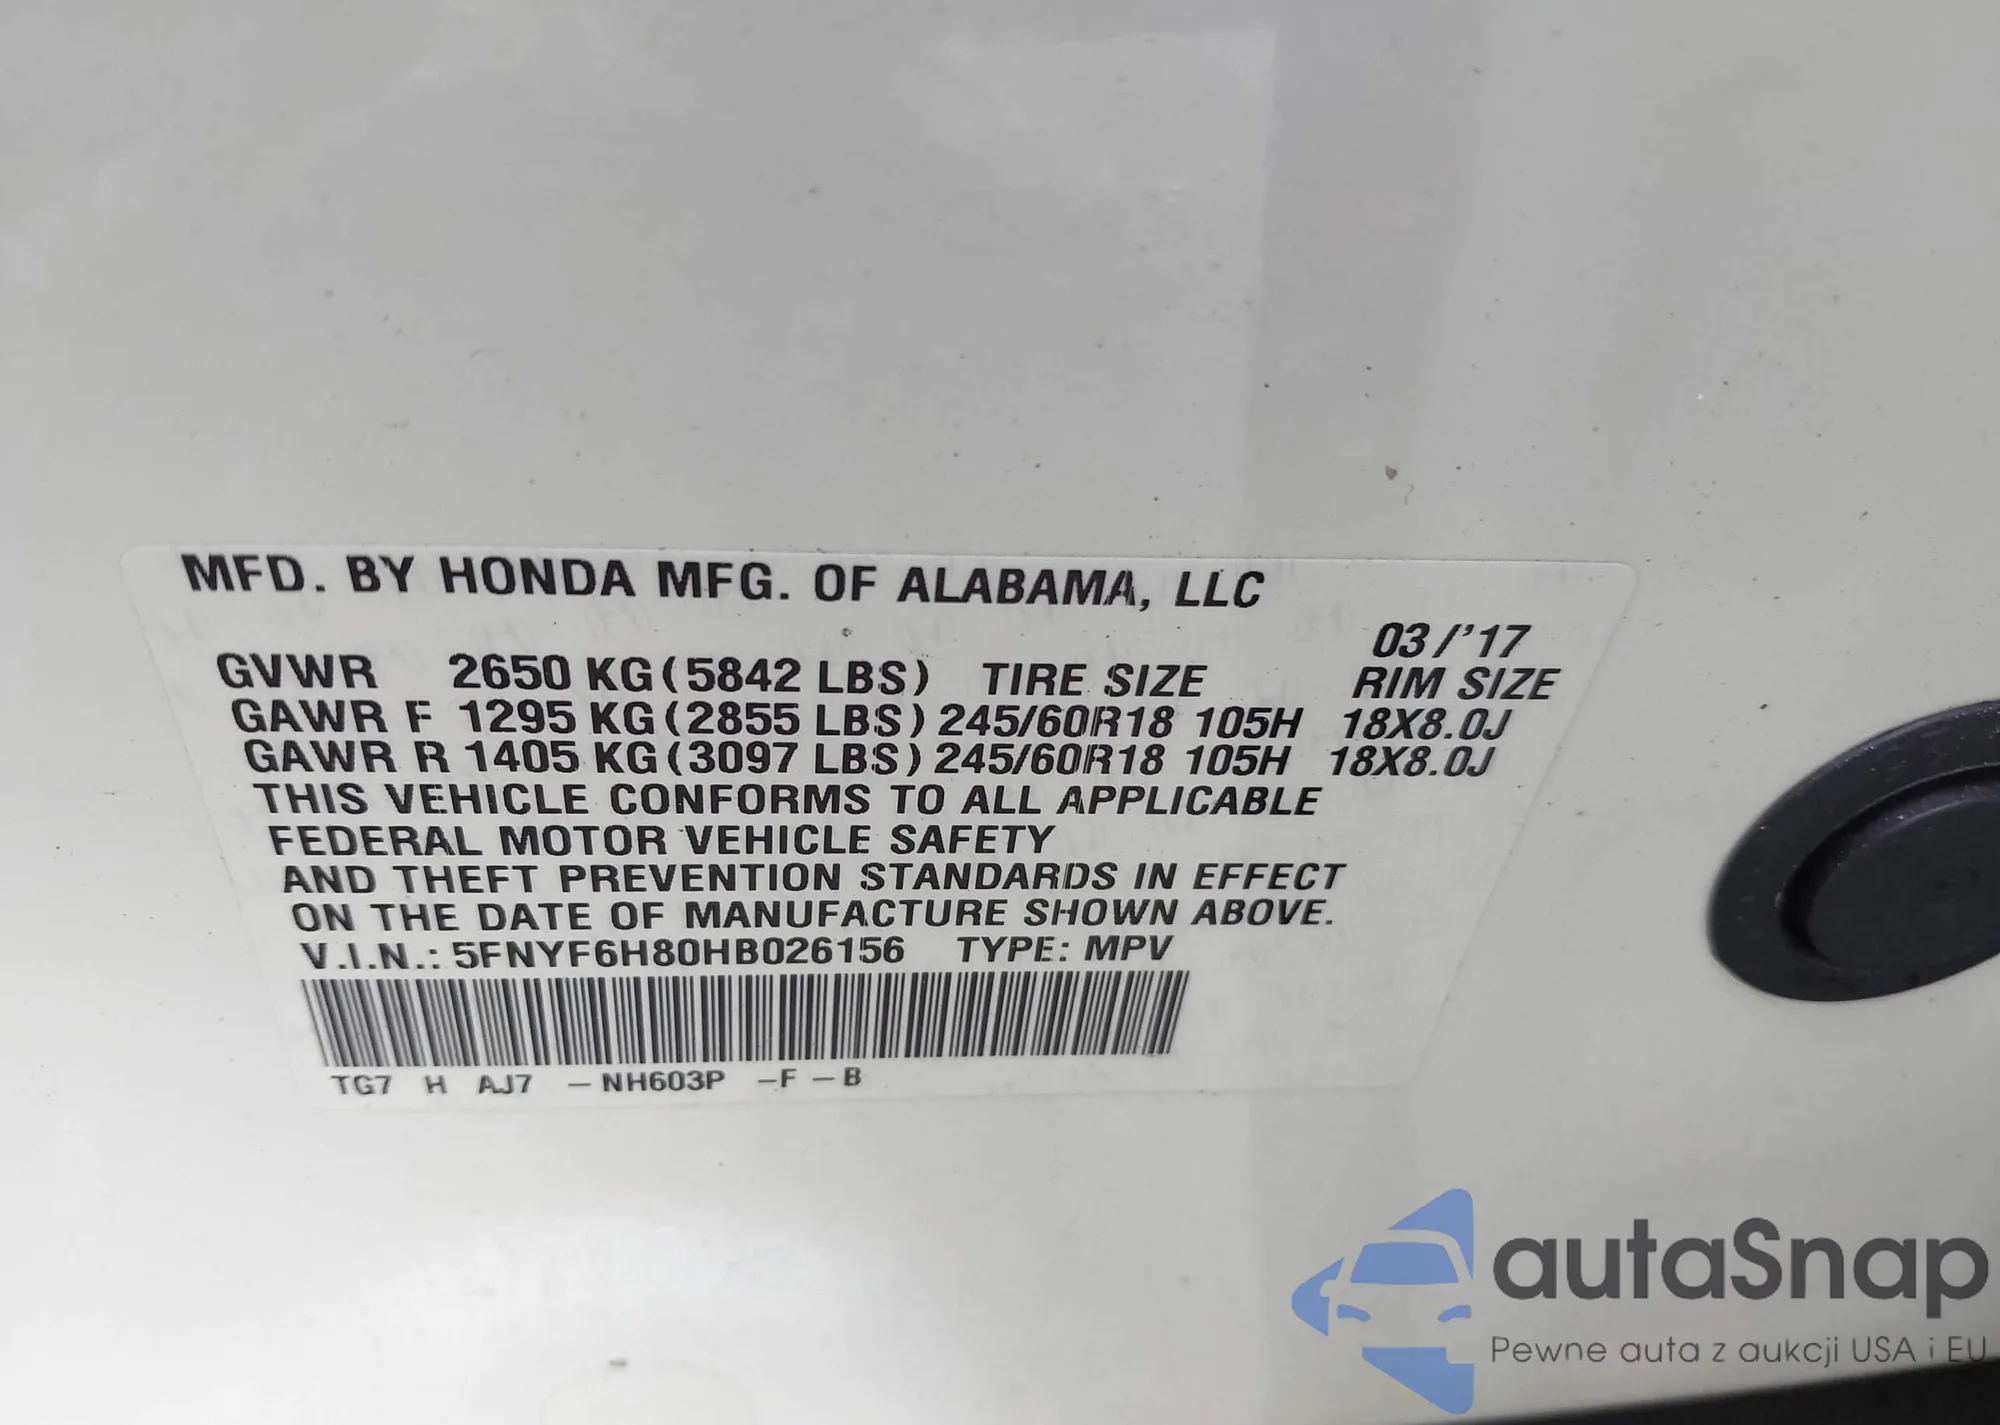 MFD. BY HONDA MFG. OF ALABAMA, LLC
03/'17
GVWR 2650 KG (5842 LBS) TIRE SIZE RIM SIZE
GAWR F 1295 KG (2855 LBS) 245/60R18 105H 18X8.0J
GAWR R 1405 KG (3097 LBS) 245/60R18 105H 18X8.0J
THIS VEHICLE CONFORMS TO ALL APPLICABLE
FEDERAL MOTOR VEHICLE SAFETY
AND THEFT PREVENTION STANDARDS IN EFFECT
ON THE DATE OF MANUFACTURE SHOWN ABOVE.
V.I.N.: 5FNYF6H80HB026156 TYPE: MPV
TG7 H AJ7 -NH603P -F-B
autaSnap
Pewne auta z aukcji USA i EU